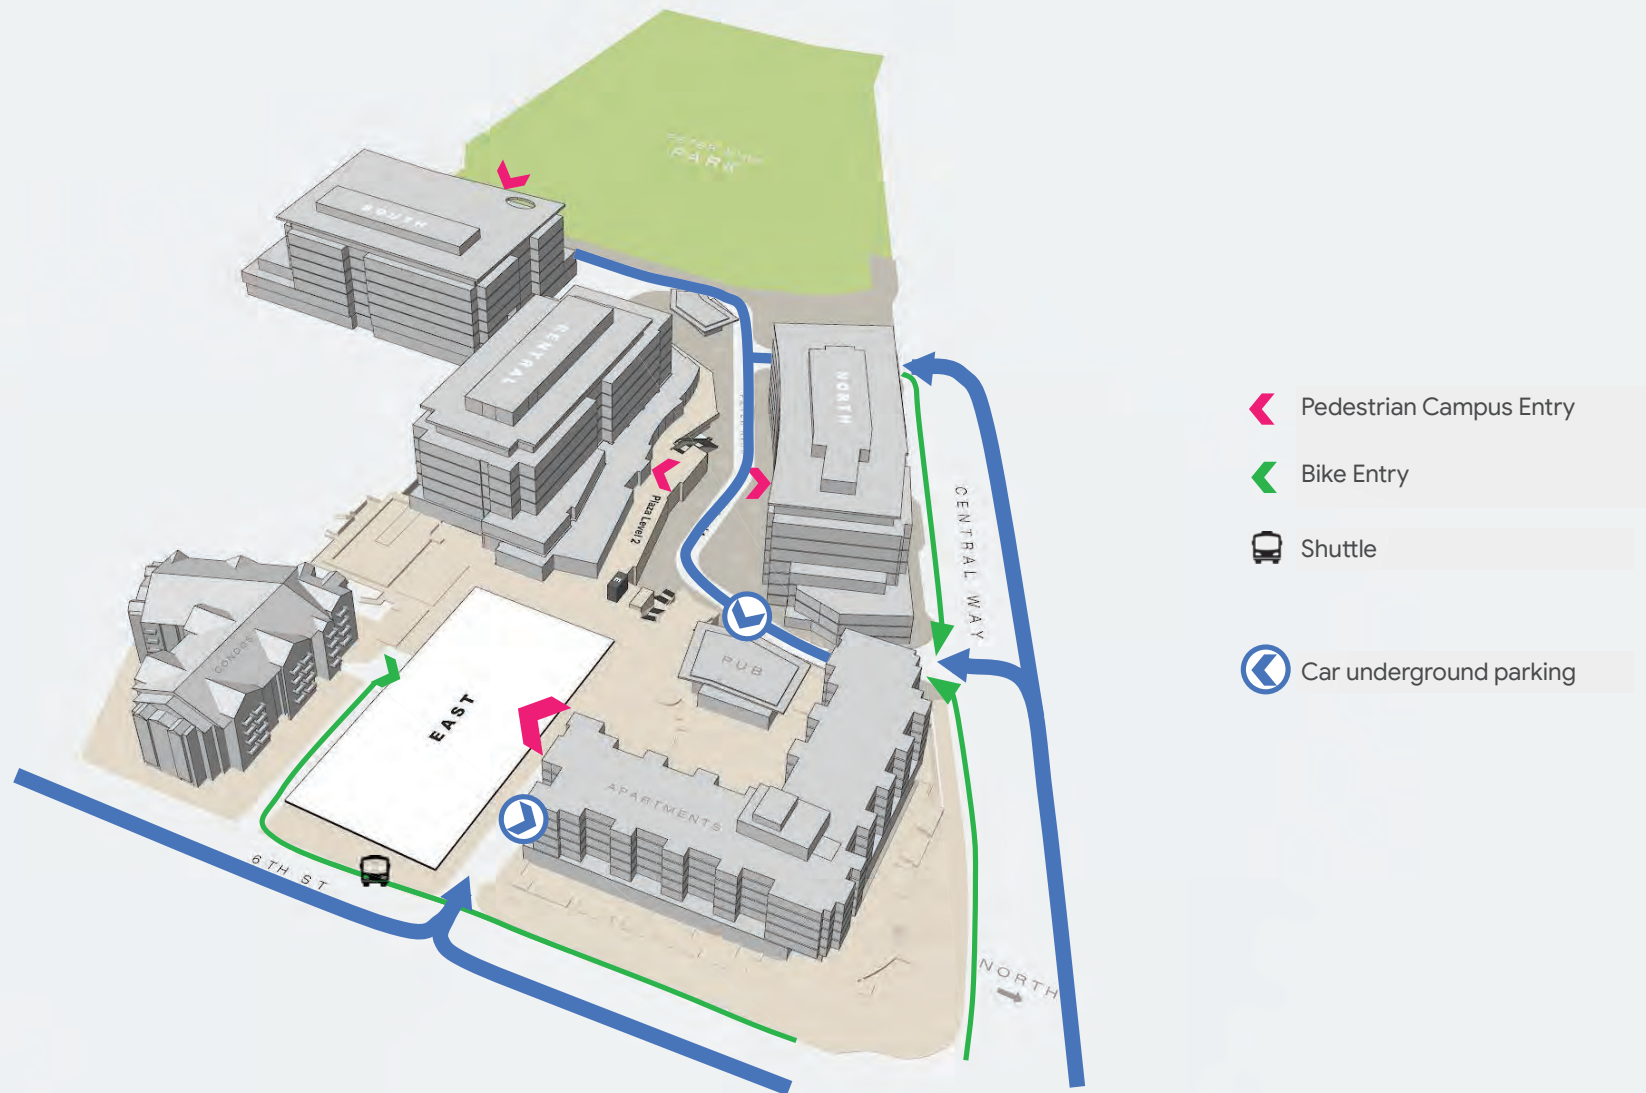 PARK
SOUTH
CENTRAL
NORTH
Pedestrian Campus Entry
Bike Entry
Plaza Level 2
CENTRAL WAY
Shuttle
E
CONDOS
PUB
Car underground parking
EAST
APARTMENTS
6TH ST
NORTH